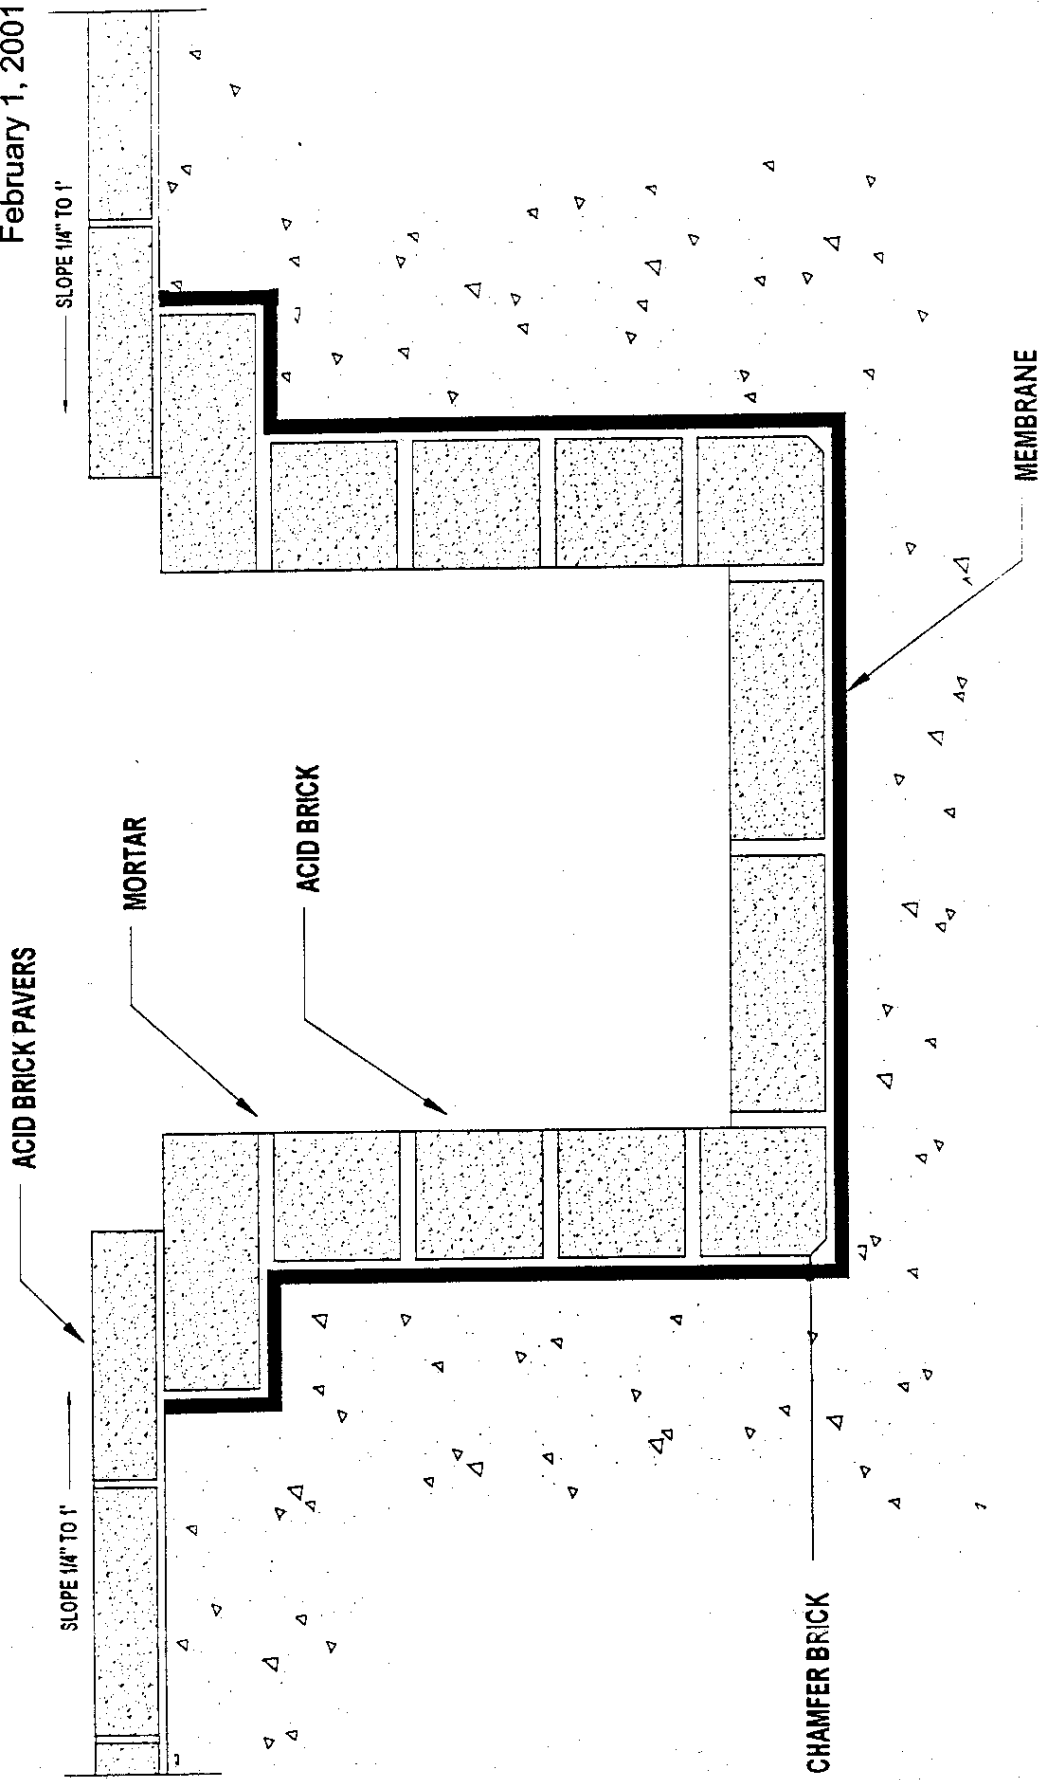 February 1, 2001
SLOPE 1/4" TO 1'
SLOPE 1/4" TO 1'
ACID BRICK PAVERS
MORTAR
ACID BRICK
CHAMFER BRICK
MEMBRANE